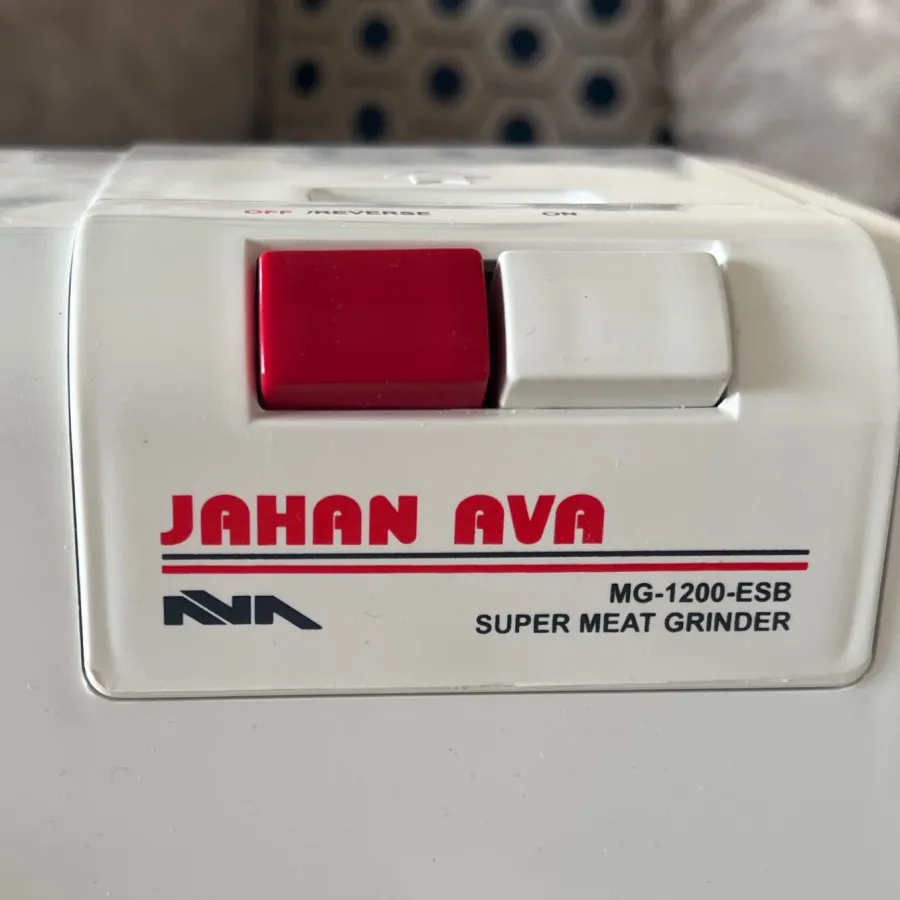 OFF /REVERSE ON
JAHAN AVA
AVA
MG-1200-ESB
SUPER MEAT GRINDER